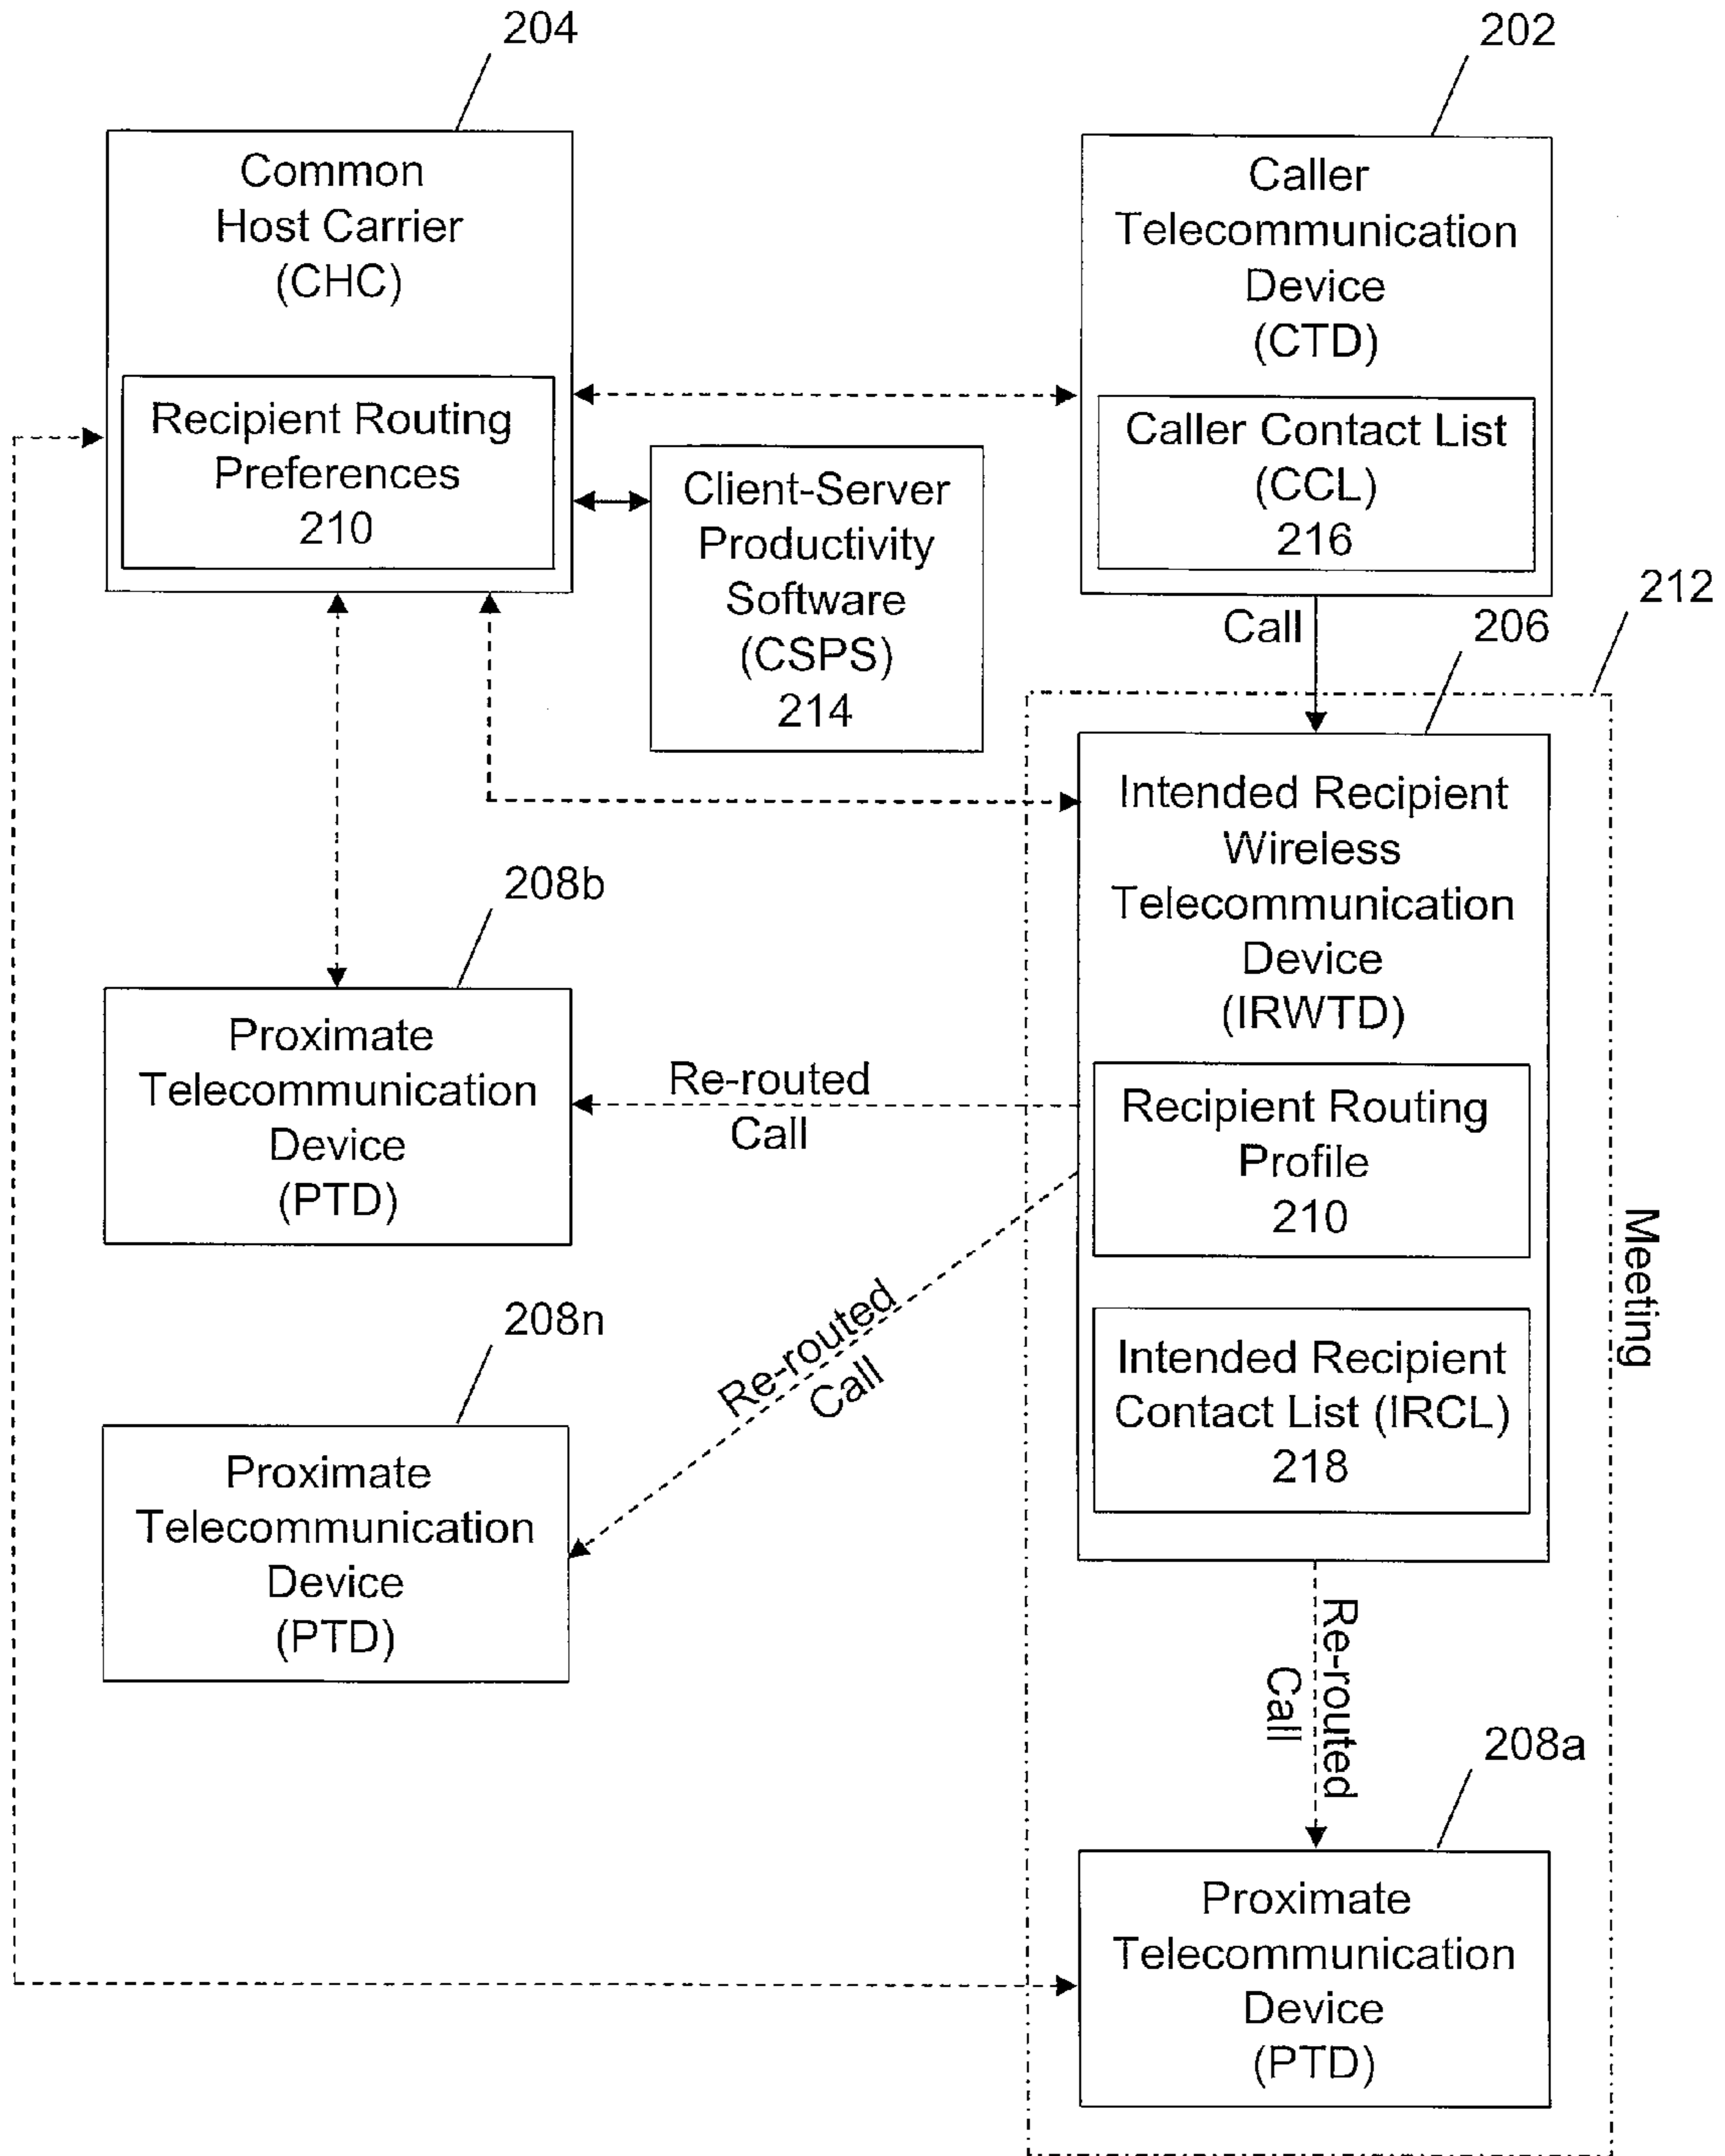 204
202
Common
Host Carrier
(CHC)
Recipient Routing
Preferences
210
Caller
Telecommunication
Device
(CTD)
Caller Contact List
(CCL)
216
Client-Server
Productivity
Software
(CSPS)
214
Call
206
212
Intended Recipient
Wireless
Telecommunication
Device
(IRWTD)
Recipient Routing
Profile
210
Intended Recipient
Contact List (IRCL)
218
Meeting
208b
Proximate
Telecommunication
Device
(PTD)
Re-routed
Call
208n
Proximate
Telecommunication
Device
(PTD)
Re-routed
Call
Re-routed
Call
208a
Proximate
Telecommunication
Device
(PTD)